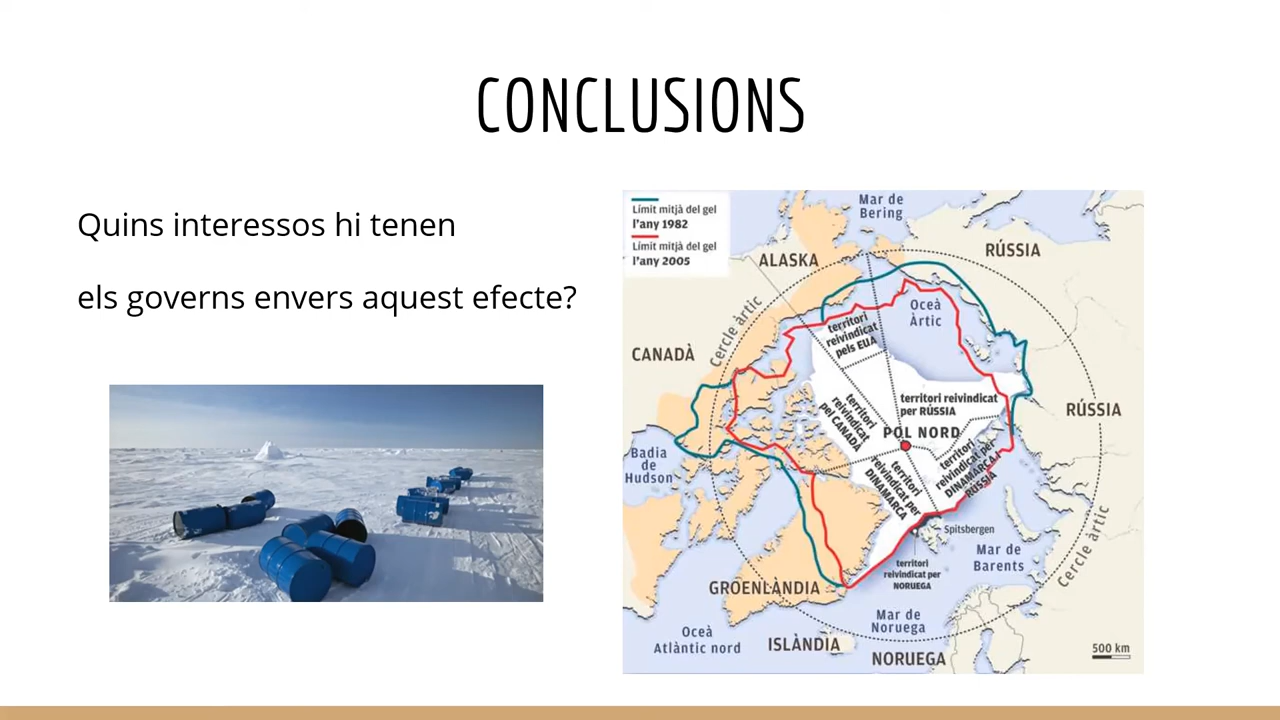 CONCLUSIONS
Quins interessos hi tenen
els governs envers aquest efecte?
Límit mitjà del gel
l'any 1982
Límit mitjà del gel
l'any 2005
Mar de
Bering
ALASKA
RÚSSIA
Cercle àrtic
Oceà
Àrtic
territori
reivindicat
pels EUA
CANADÀ
territori
reivindicat
pel CANADÀ
territori reivindicat
per RÚSSIA
RÚSSIA
POL NORD
Badia
de
Hudson
territori
reivindicat per
DINAMARCA
territori
reivindicat per
DINAMARCA I
RÚSSIA
Spitsbergen
Mar de
Barents
Cercle àrtic
territori
reivindicat per
NORUEGA
GROENLÀNDIA
Mar de
Noruega
Oceà
Atlàntic nord
ISLÀNDIA
NORUEGA
500 km